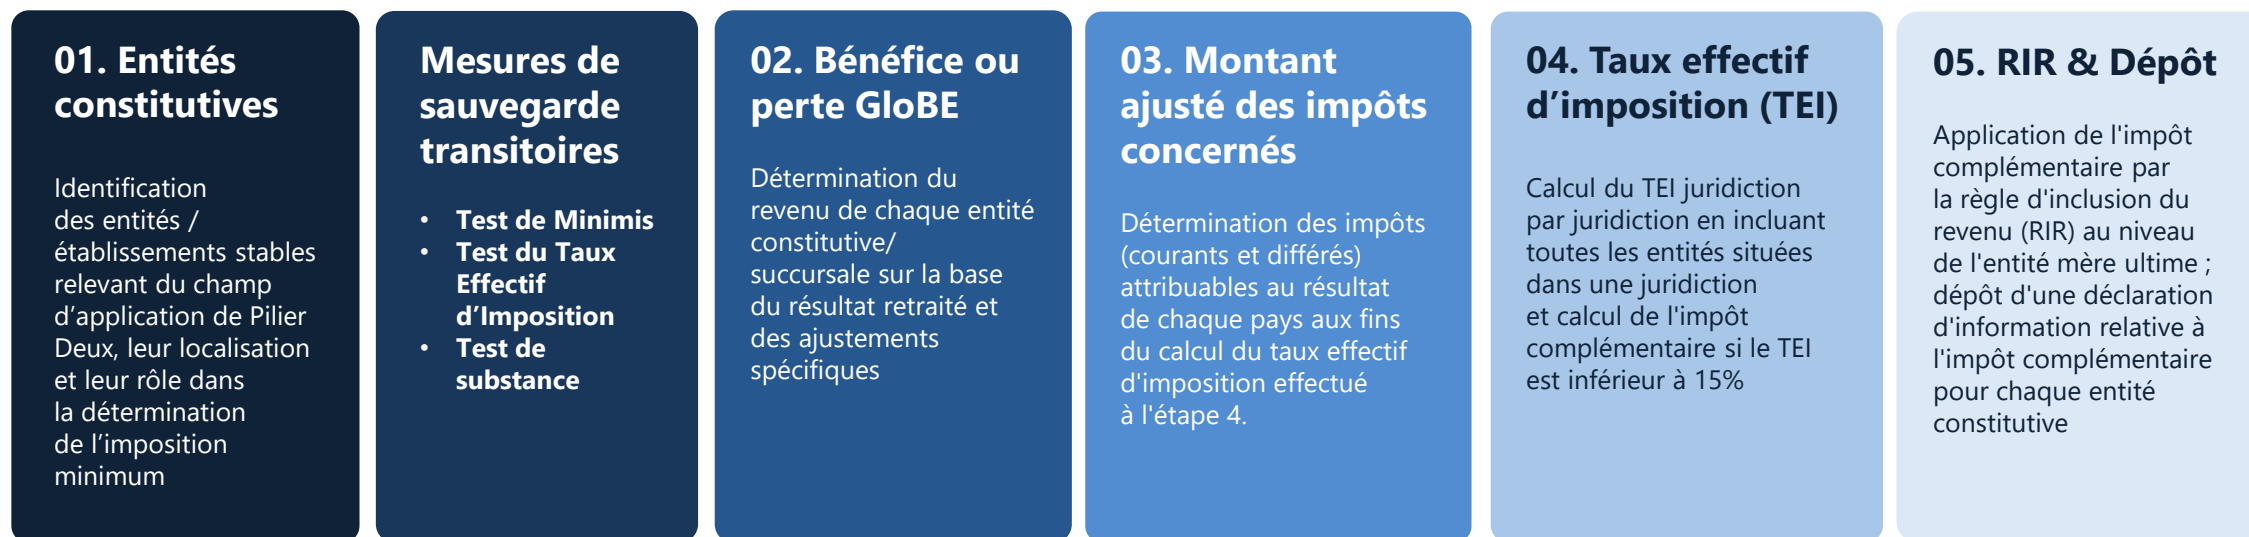 01. Entités
constitutives
Identification
des entités /
établissements stables
relevant du champ
d’application de Pilier
Deux, leur localisation
et leur rôle dans
la détermination
de l’imposition
minimum
Mesures de
sauvegarde
transitoires
• Test de Minimis
• Test du Taux
Effectif
d’Imposition
• Test de
substance
02. Bénéfice ou
perte GloBE
Détermination du
revenu de chaque entité
constitutive/
succursale sur la base
du résultat retraité et
des ajustements
spécifiques
03. Montant
ajusté des impôts
concernés
Détermination des impôts
(courants et différés)
attribuables au résultat
de chaque pays aux fins
du calcul du taux effectif
d'imposition effectué
à l'étape 4.
04. Taux effectif
d’imposition (TEI)
Calcul du TEI juridiction
par juridiction en incluant
toutes les entités situées
dans une juridiction
et calcul de l'impôt
complémentaire si le TEI
est inférieur à 15%
05. RIR & Dépôt
Application de l'impôt
complémentaire par
la règle d'inclusion du
revenu (RIR) au niveau
de l'entité mère ultime ;
dépôt d'une déclaration
d'information relative à
l'impôt complémentaire
pour chaque entité
constitutive